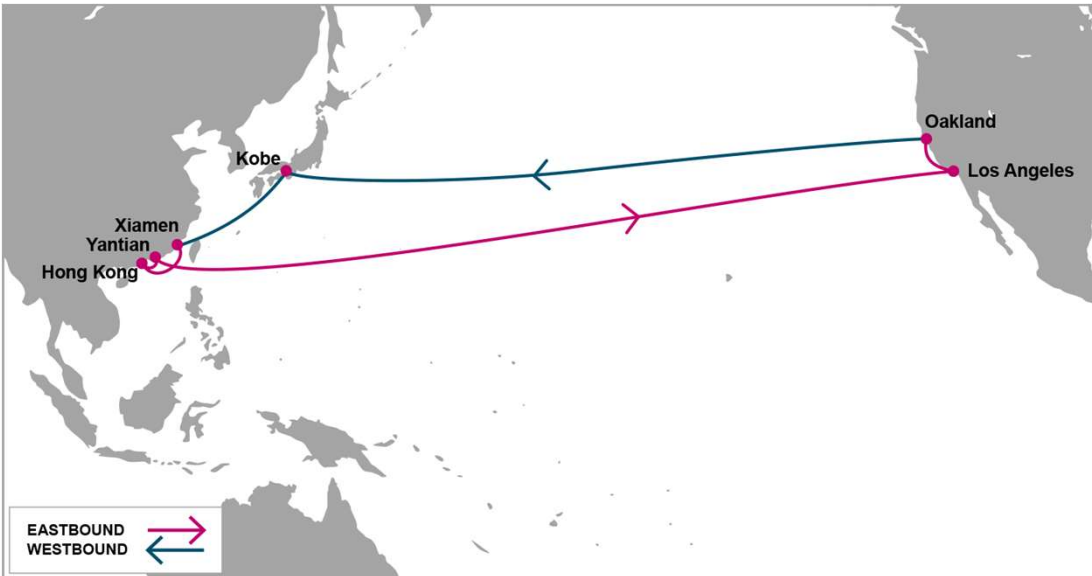 Oakland
Kobe
Los Angeles
Xiamen
Yantian
Hong Kong
EASTBOUND
WESTBOUND